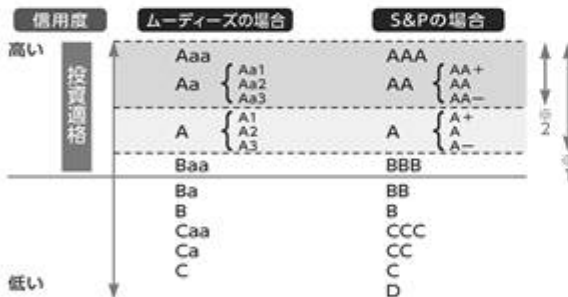 信用度 ムーディーズの場合 S&Pの場合
高い
投資適格
Aaa AAA
Aa { Aa1 Aa2 Aa3 AA { AA+ AA AA−
※2
A { A1 A2 A3 A { A+ A A−
Baa BBB
Ba BB
B B
Caa CCC
Ca CC
C C
低い D